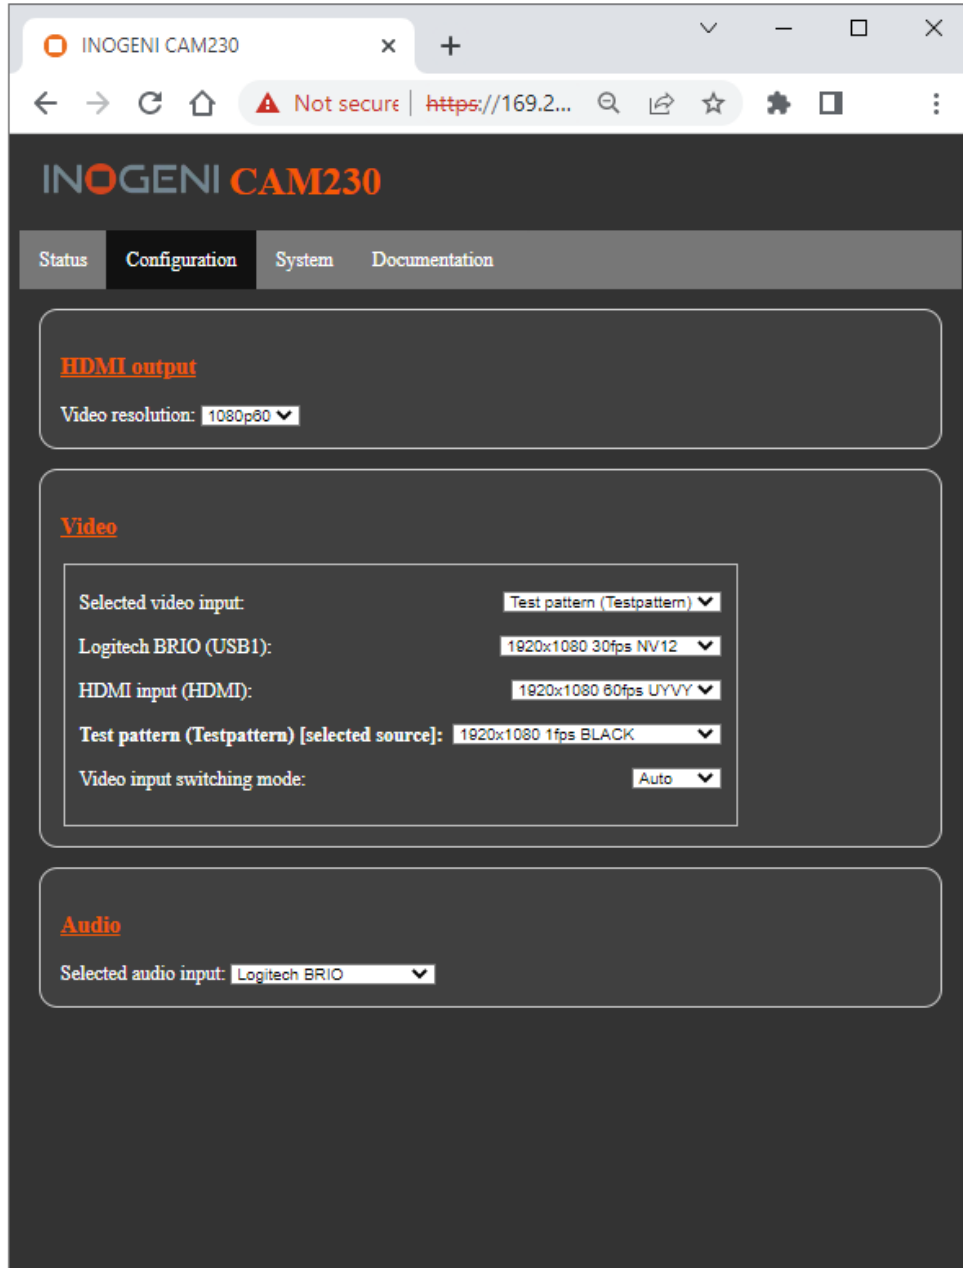 INOGENI CAM230
Not secure https://169.2...
INOGENI CAM230
Status Configuration System Documentation
HDMI output
Video resolution: 1080p60
Video
Selected video input: Test pattern (Testpattern)
Logitech BRIO (USB1): 1920x1080 30fps NV12
HDMI input (HDMI): 1920x1080 60fps UYVY
Test pattern (Testpattern) [selected source]: 1920x1080 1fps BLACK
Video input switching mode: Auto
Audio
Selected audio input: Logitech BRIO